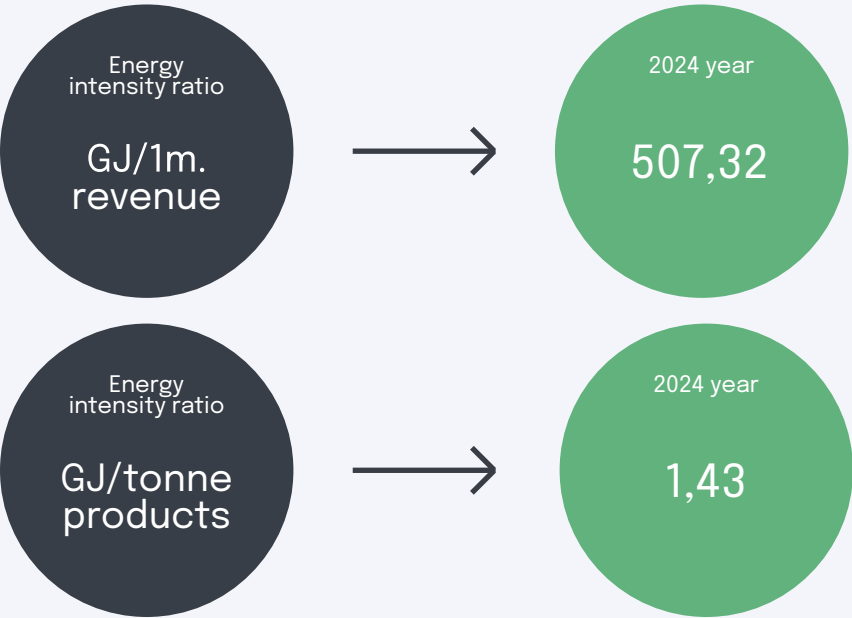 Energy
intensity ratio
GJ/1m.
revenue
2024 year
507,32
Energy
intensity ratio
GJ/tonne
products
2024 year
1,43